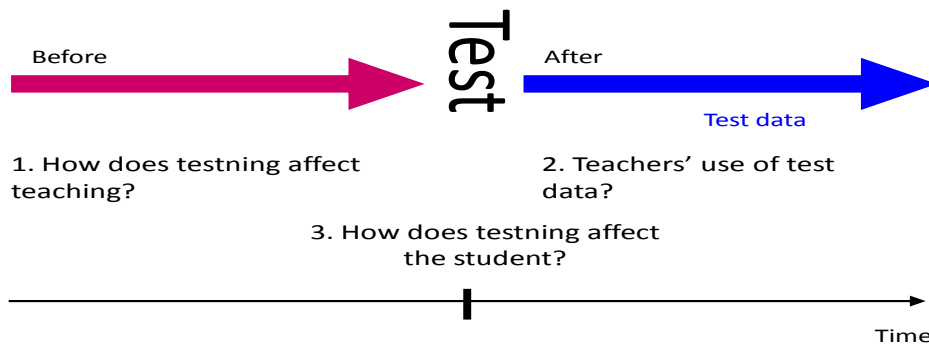 Before
Test
After
Test data
1. How does testning affect
teaching?
2. Teachers' use of test
data?
3. How does testning affect
the student?
Time